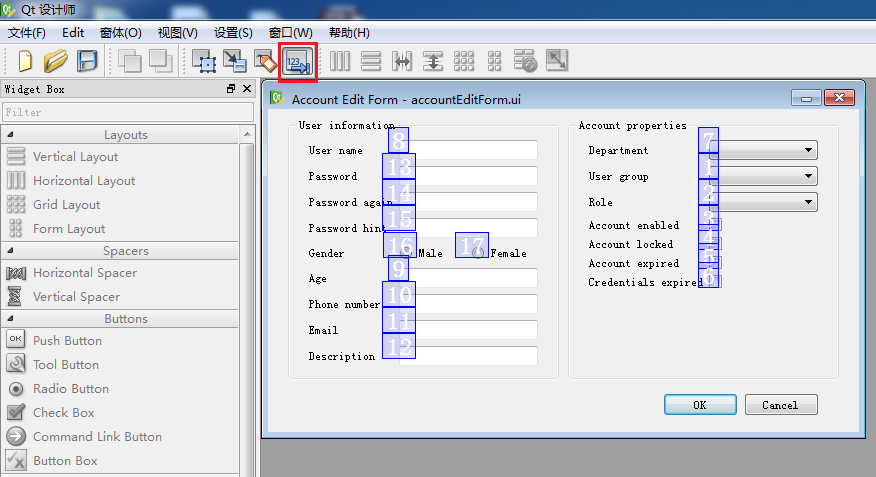 Qt 设计师
文件(F) Edit 窗体(O) 视图(V) 设置(S) 窗口(W) 帮助(H)
123
Widget Box
Filter
Layouts
Vertical Layout
Horizontal Layout
Grid Layout
Form Layout
Spacers
Horizontal Spacer
Vertical Spacer
Buttons
OK Push Button
Tool Button
Radio Button
Check Box
Command Link Button
Button Box
Qt Account Edit Form - accountEditForm.ui
User information
User name 8
Password 13
Password again 14
Password hint 15
Gender 16 Male 17 Female
Age 9
Phone number 10
Email 11
Description 12
Account properties
Department 7
User group 1
Role 2
Account enabled 3
Account locked 4
Account expired 5
Credentials expired 6
OK Cancel